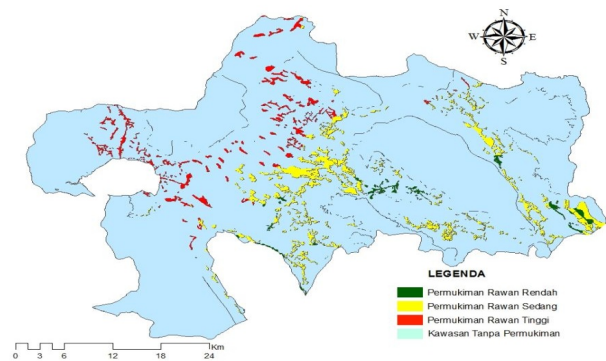 N
W E
S
LEGENDA
Permukiman Rawan Rendah
Permukiman Rawan Sedang
Permukiman Rawan Tinggi
Kawasan Tanpa Permukiman
Km
0 3 6 12 18 24